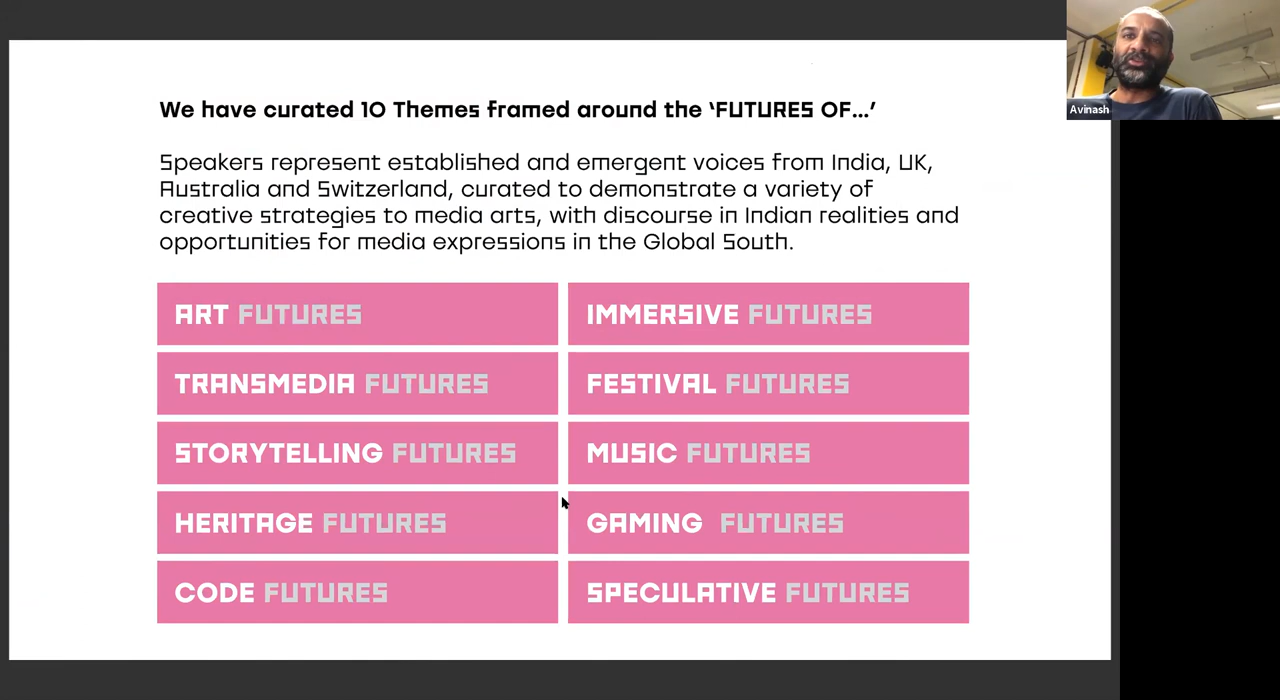 We have curated 10 Themes framed around the ‘FUTURES OF...’
Speakers represent established and emergent voices from India, UK,
Australia and Switzerland, curated to demonstrate a variety of
creative strategies to media arts, with discourse in Indian realities and
opportunities for media expressions in the Global South.
ART FUTURES
IMMERSIVE FUTURES
TRANSMEDIA FUTURES
FESTIVAL FUTURES
STORYTELLING FUTURES
MUSIC FUTURES
HERITAGE FUTURES
GAMING FUTURES
CODE FUTURES
SPECULATIVE FUTURES
Avinash